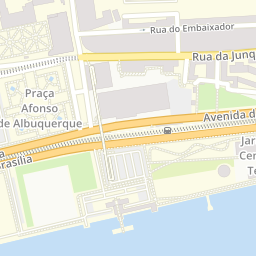 Rua do Embaixador
Rua da Junq
Praça
Afonso
de Albuquerque
Avenida d
Brasília
Jar
Cen
Te